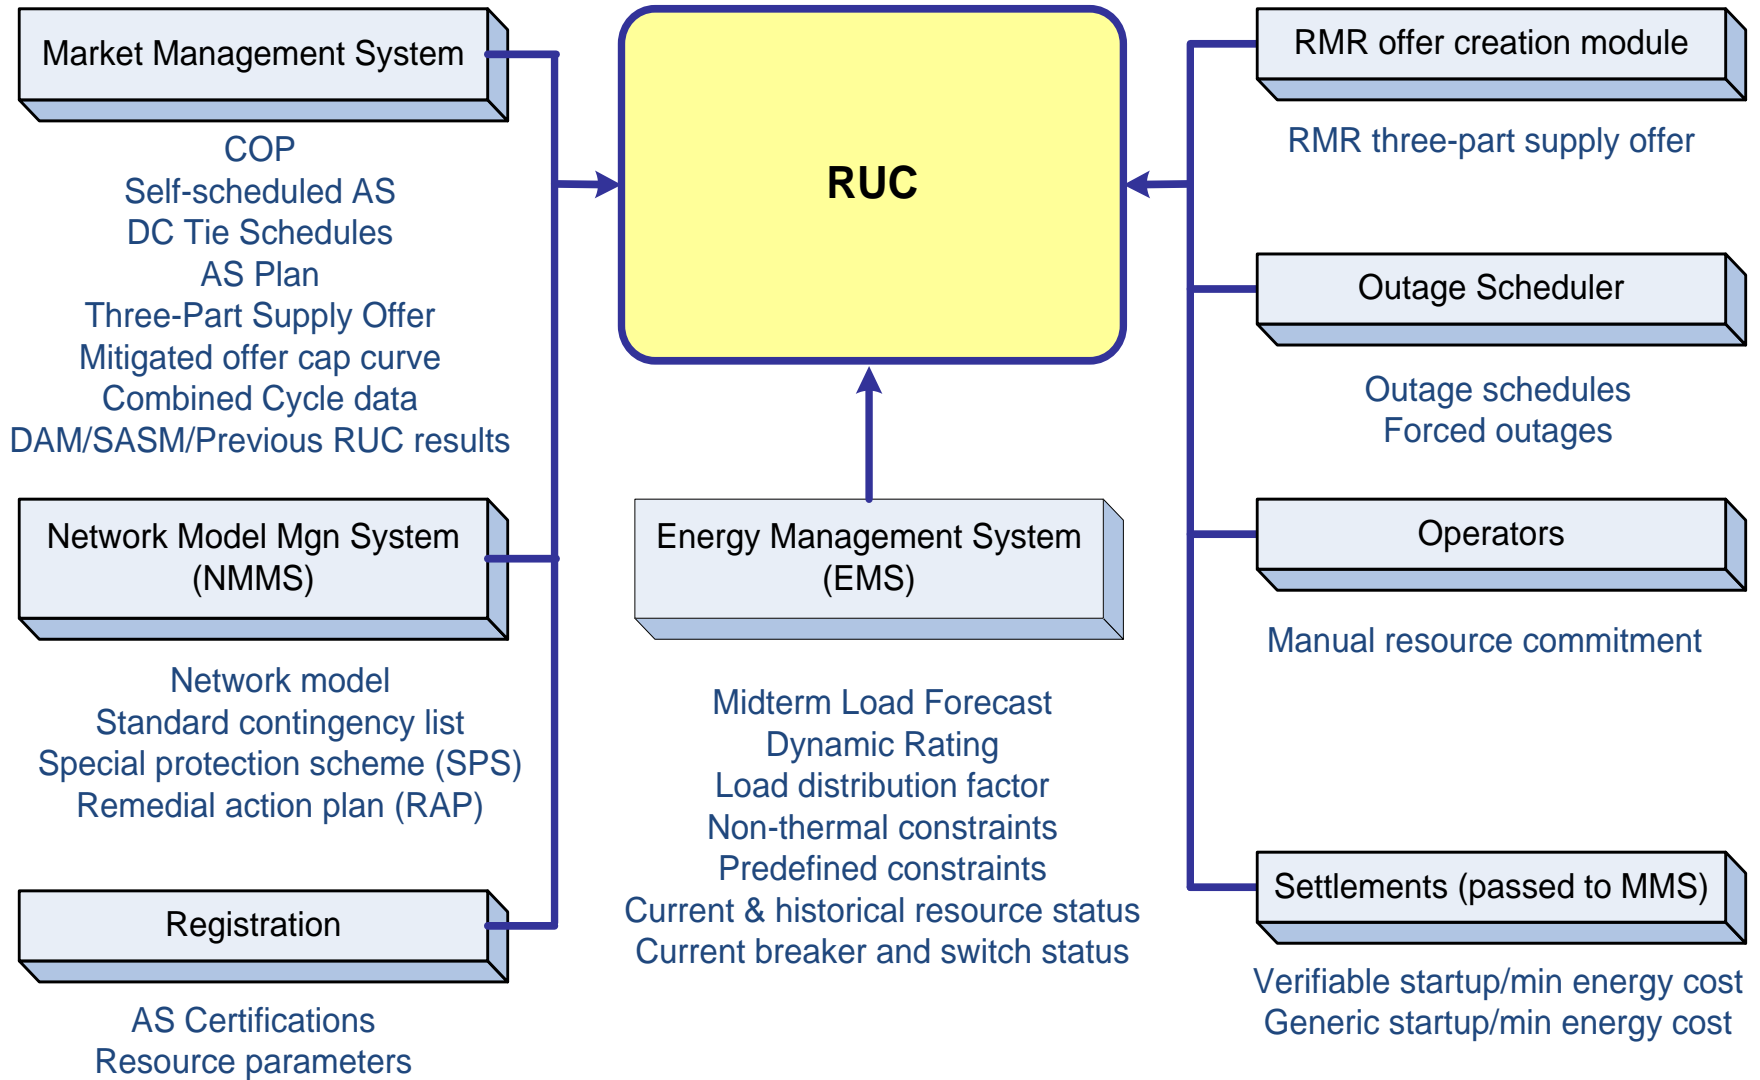 Market Management System
COP
Self-scheduled AS
DC Tie Schedules
AS Plan
Three-Part Supply Offer
Mitigated offer cap curve
Combined Cycle data
DAM/SASM/Previous RUC results
Network Model Mgn System
(NMMS)
Network model
Standard contingency list
Special protection scheme (SPS)
Remedial action plan (RAP)
Registration
AS Certifications
Resource parameters
RUC
Energy Management System
(EMS)
Midterm Load Forecast
Dynamic Rating
Load distribution factor
Non-thermal constraints
Predefined constraints
Current & historical resource status
Current breaker and switch status
RMR offer creation module
RMR three-part supply offer
Outage Scheduler
Outage schedules
Forced outages
Operators
Manual resource commitment
Settlements (passed to MMS)
Verifiable startup/min energy cost
Generic startup/min energy cost